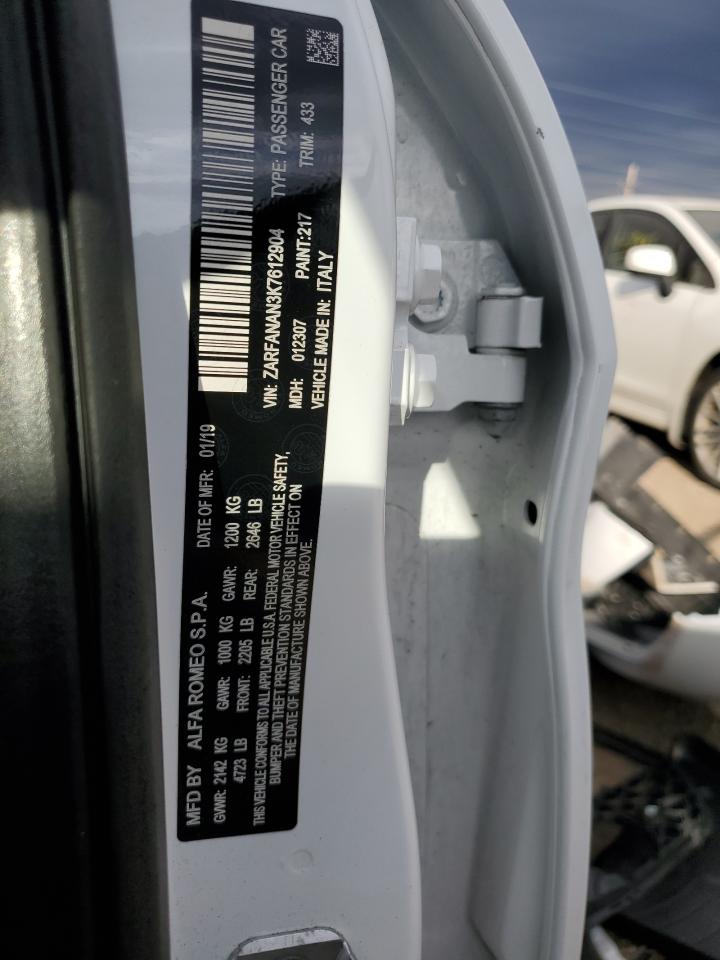 MFD BY ALFA ROMEO S.P.A. DATE OF MFR: 01/19
GVWR: 2142 KG GAWR: 1000 KG GAWR: 1200 KG
4723 LB FRONT: 2205 LB REAR: 2646 LB
THIS VEHICLE CONFORMS TO ALL APPLICABLE U.S.A. FEDERAL MOTOR VEHICLE SAFETY,
BUMPER AND THEFT PREVENTION STANDARDS IN EFFECT ON
THE DATE OF MANUFACTURE SHOWN ABOVE.
VIN: ZARFANAN3K7612904 TYPE: PASSENGER CAR
MDH: 012307 PAINT:217 TRIM: 433
VEHICLE MADE IN: ITALY